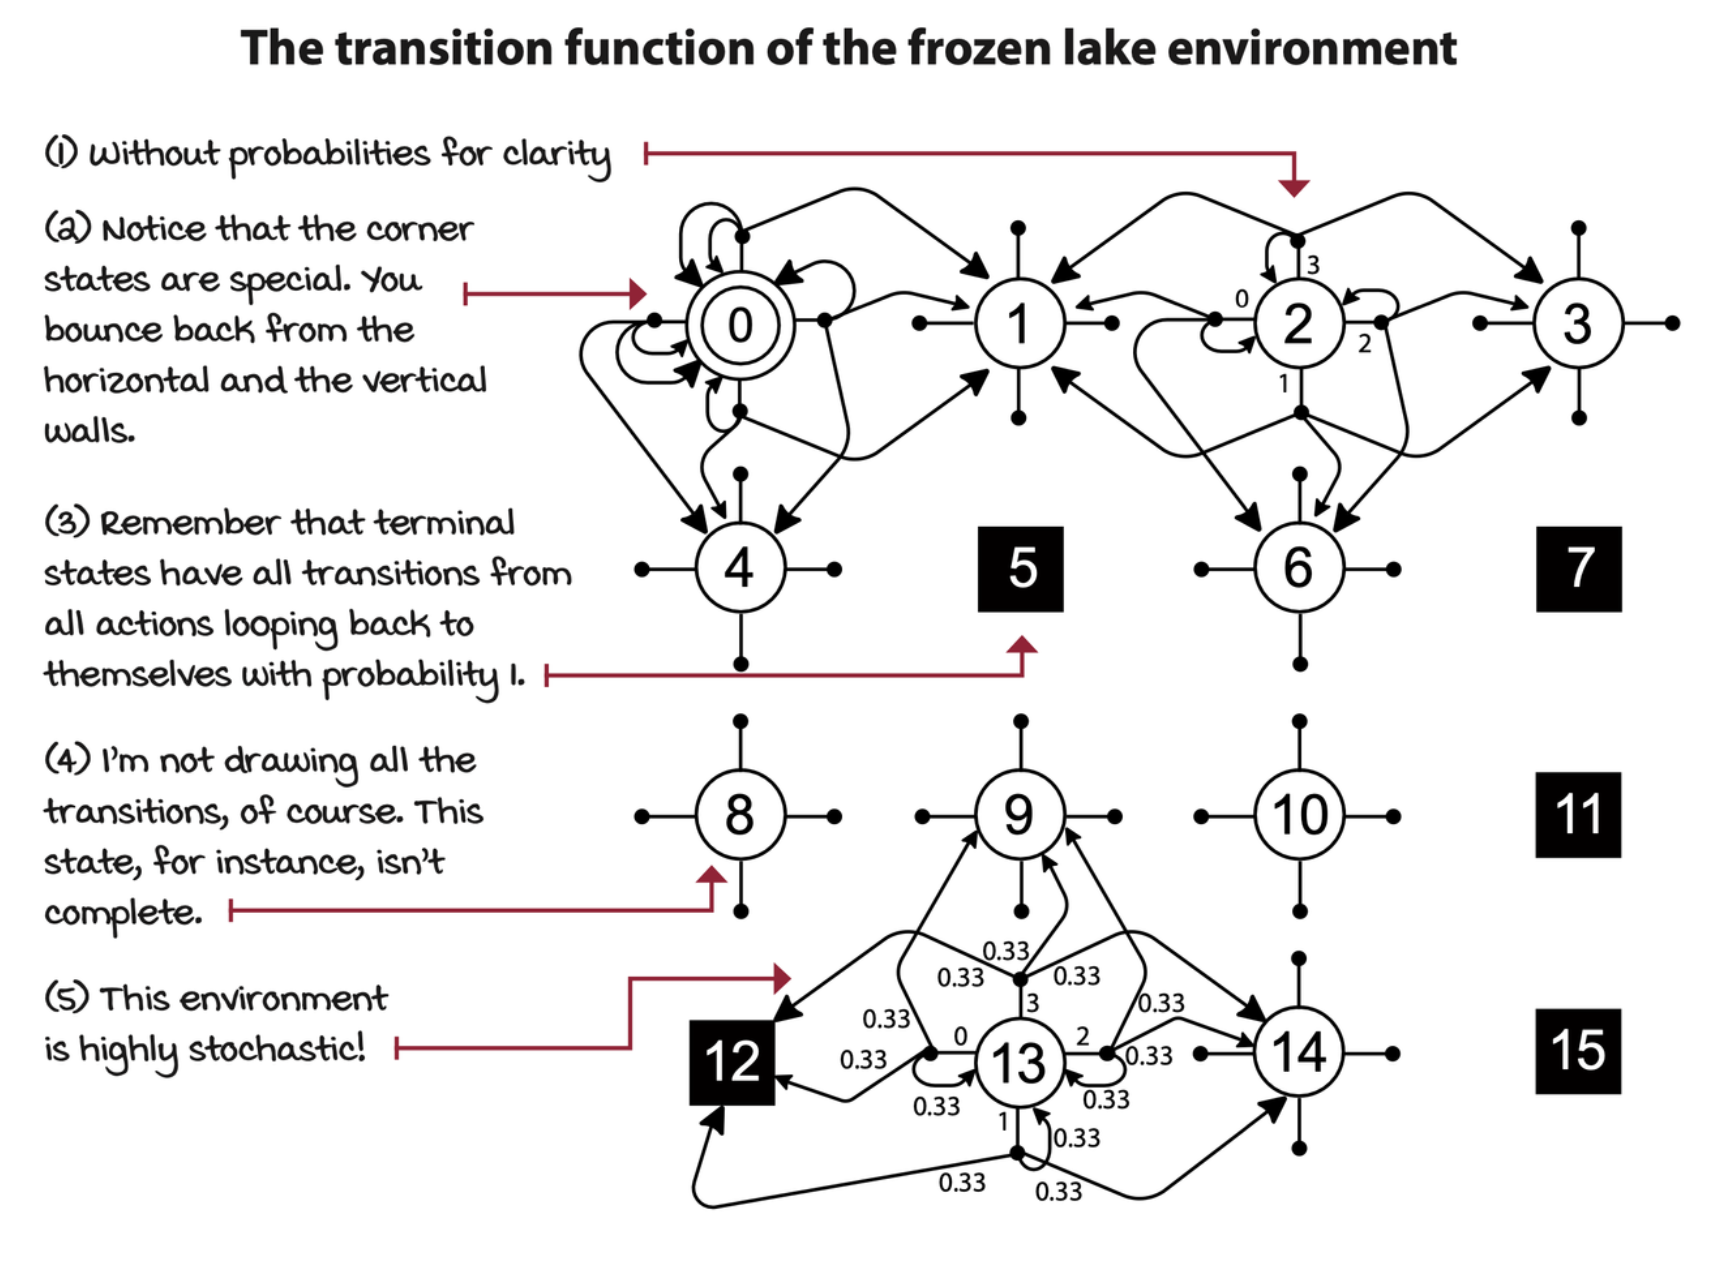 The transition function of the frozen lake environment
(1) Without probabilities for clarity
(2) Notice that the corner
states are special. You
bounce back from the
horizontal and the vertical
walls.
(3) Remember that terminal
states have all transitions from
all actions looping back to
themselves with probability 1.
(4) I'm not drawing all the
transitions, of course. This
state, for instance, isn't
complete.
(5) This environment
is highly stochastic!
0
1
2
3
3
0
2
1
4
5
6
7
8
9
10
11
0.33
0.33
0.33
3
0.33
0.33
0
2
0.33
0.33
12
13
14
15
0.33
0.33
1
0.33
0.33
0.33